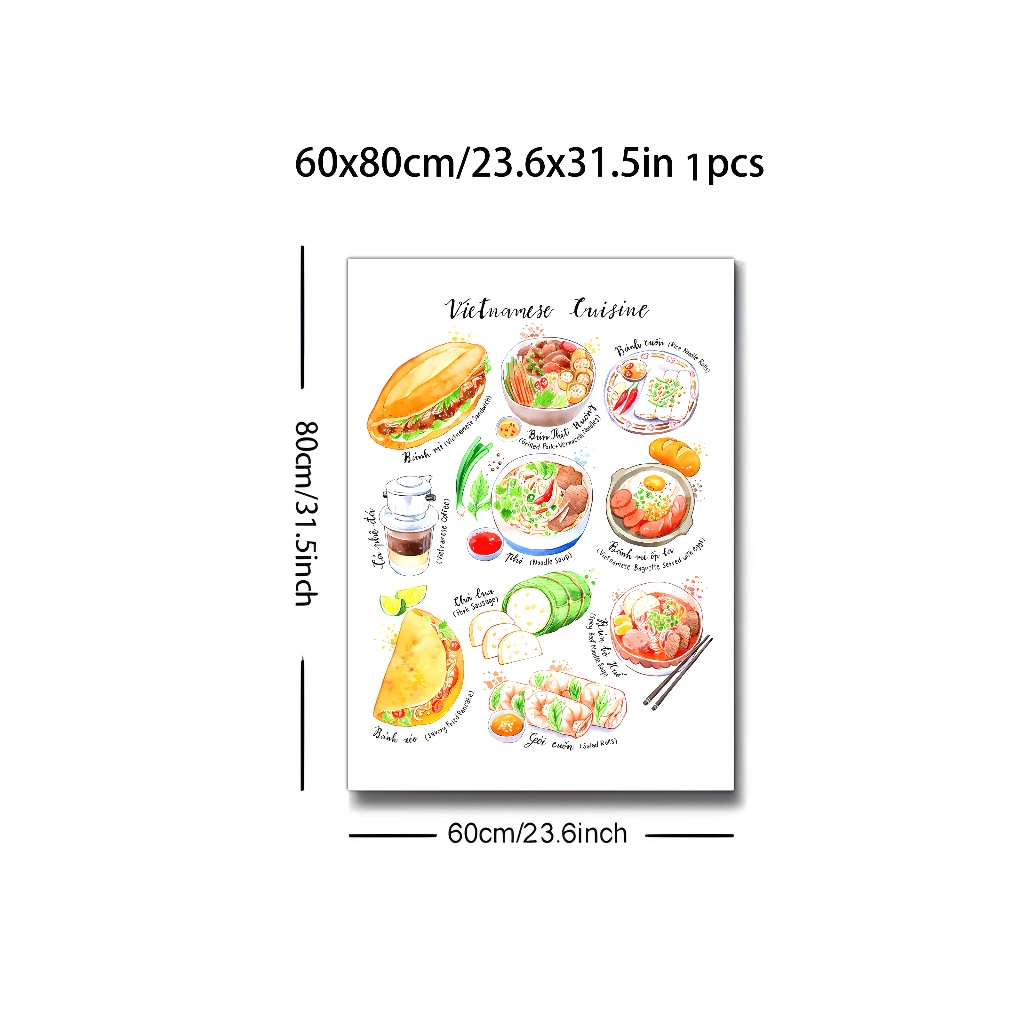 60x80cm/23.6x31.5in 1pcs
80cm/31.5inch
Vietnamese Cuisine
Bánh mì (Vietnamese Sandwich)
Bún Thịt Nướng
(Grilled Pork+Vermicelli Noodles)
Bánh cuốn (Rice Noodle Rolls)
Cà phê đá
(Vietnamese Coffee)
Phở (Noodle Soup)
Bánh mì ốp la
(Vietnamese Baguette Served with eggs)
Chả lụa
(Pork Sausage)
Bún bò Huế
(Spicy Beef Noodle Soup)
Bánh xèo (Savory Fried Pancake)
Gỏi cuốn (Salad Rolls)
60cm/23.6inch